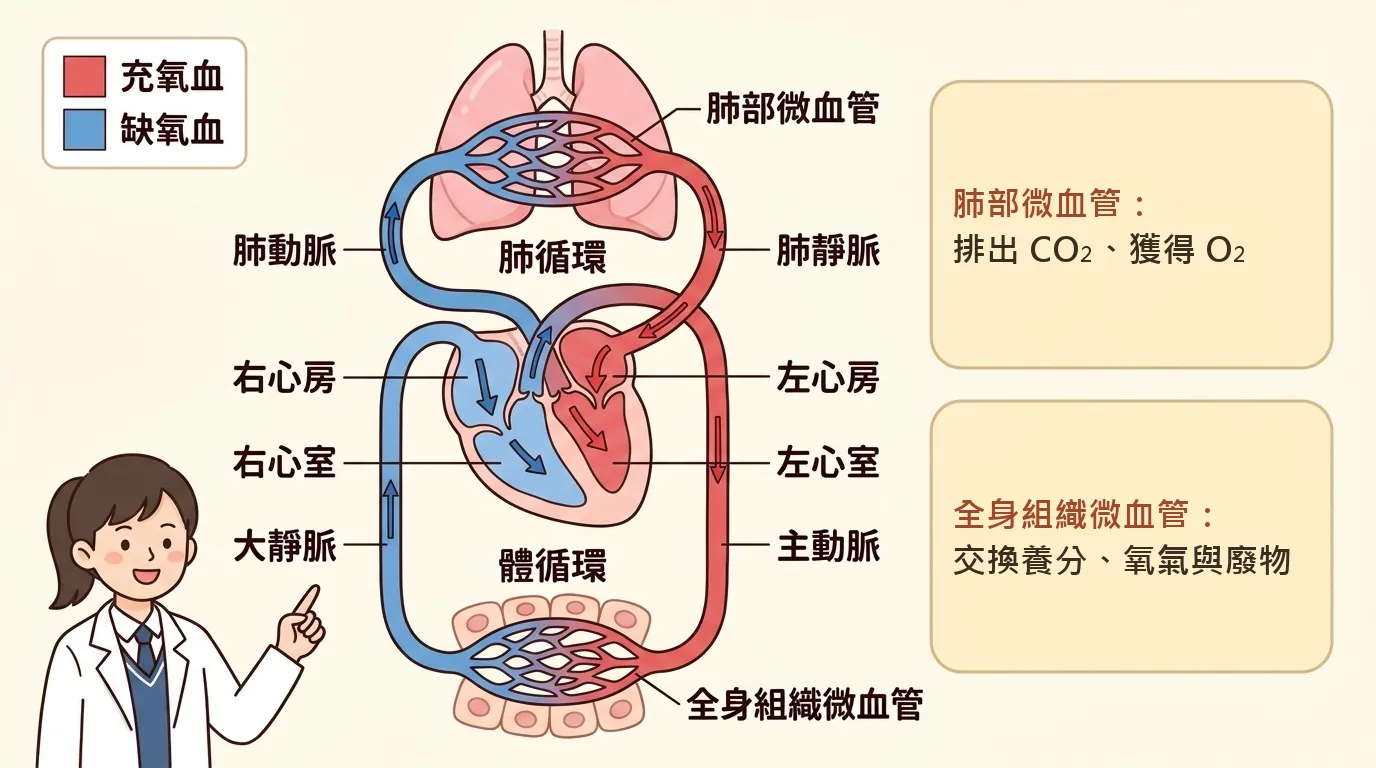 充氧血
缺氧血
肺部微血管
肺動脈
肺循環
肺靜脈
右心房
左心房
右心室
左心室
大靜脈
體循環
主動脈
全身組織微血管
肺部微血管：
排出 CO₂、獲得 O₂
全身組織微血管：
交換養分、氧氣與廢物